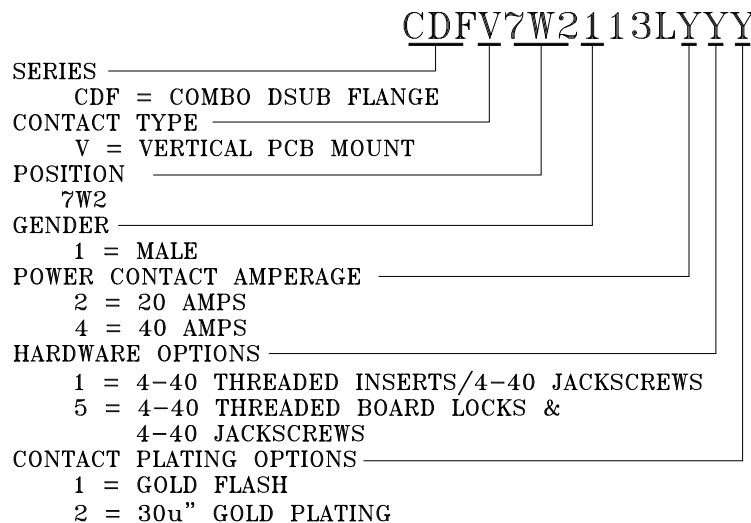 CDFV7W2113LYYY
SERIES
CDF = COMBO DSUB FLANGE
CONTACT TYPE
V = VERTICAL PCB MOUNT
POSITION
7W2
GENDER
1 = MALE
POWER CONTACT AMPERAGE
2 = 20 AMPS
4 = 40 AMPS
HARDWARE OPTIONS
1 = 4-40 THREADED INSERTS/4-40 JACKSCREWS
5 = 4-40 THREADED BOARD LOCKS &
4-40 JACKSCREWS
CONTACT PLATING OPTIONS
1 = GOLD FLASH
2 = 30u" GOLD PLATING